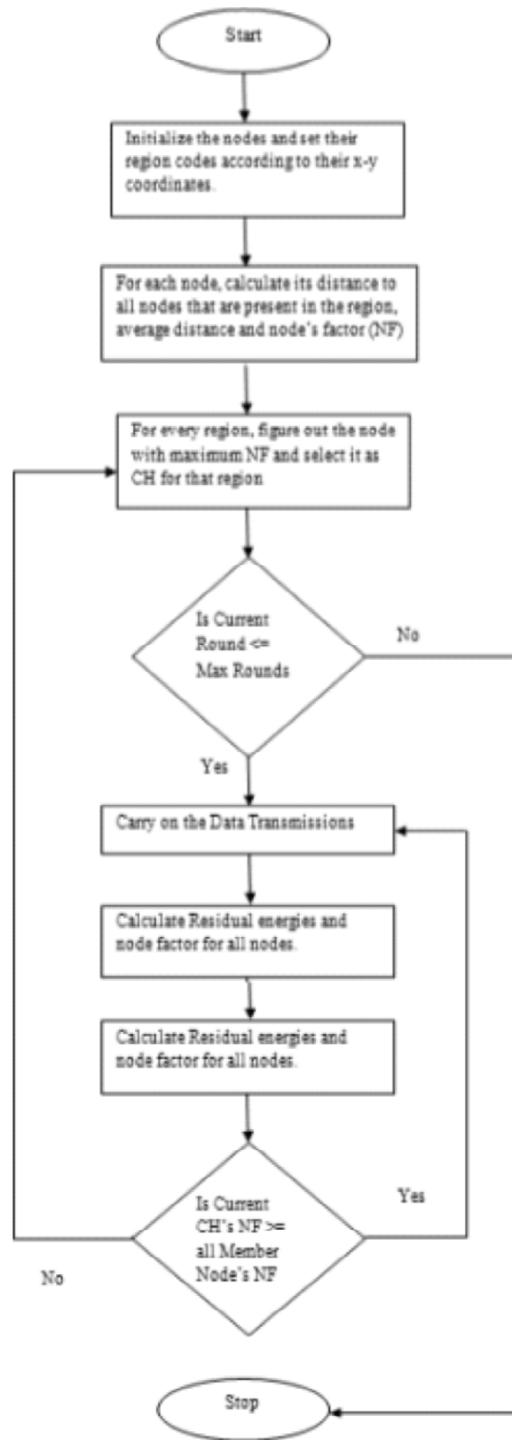 Start
Initialize the nodes and set their
region codes according to their x-y
coordinates.
For each node, calculate its distance to
all nodes that are present in the region,
average distance and node's factor (NF)
For every region, figure out the node
with maximum NF and select it as
CH for that region
Is Current
Round <=
Max Rounds
No
Yes
Carry on the Data Transmissions
Calculate Residual energies and
node factor for all nodes.
Calculate Residual energies and
node factor for all nodes.
Is Current
CH's NF >=
all Member
Node's NF
Yes
No
Stop